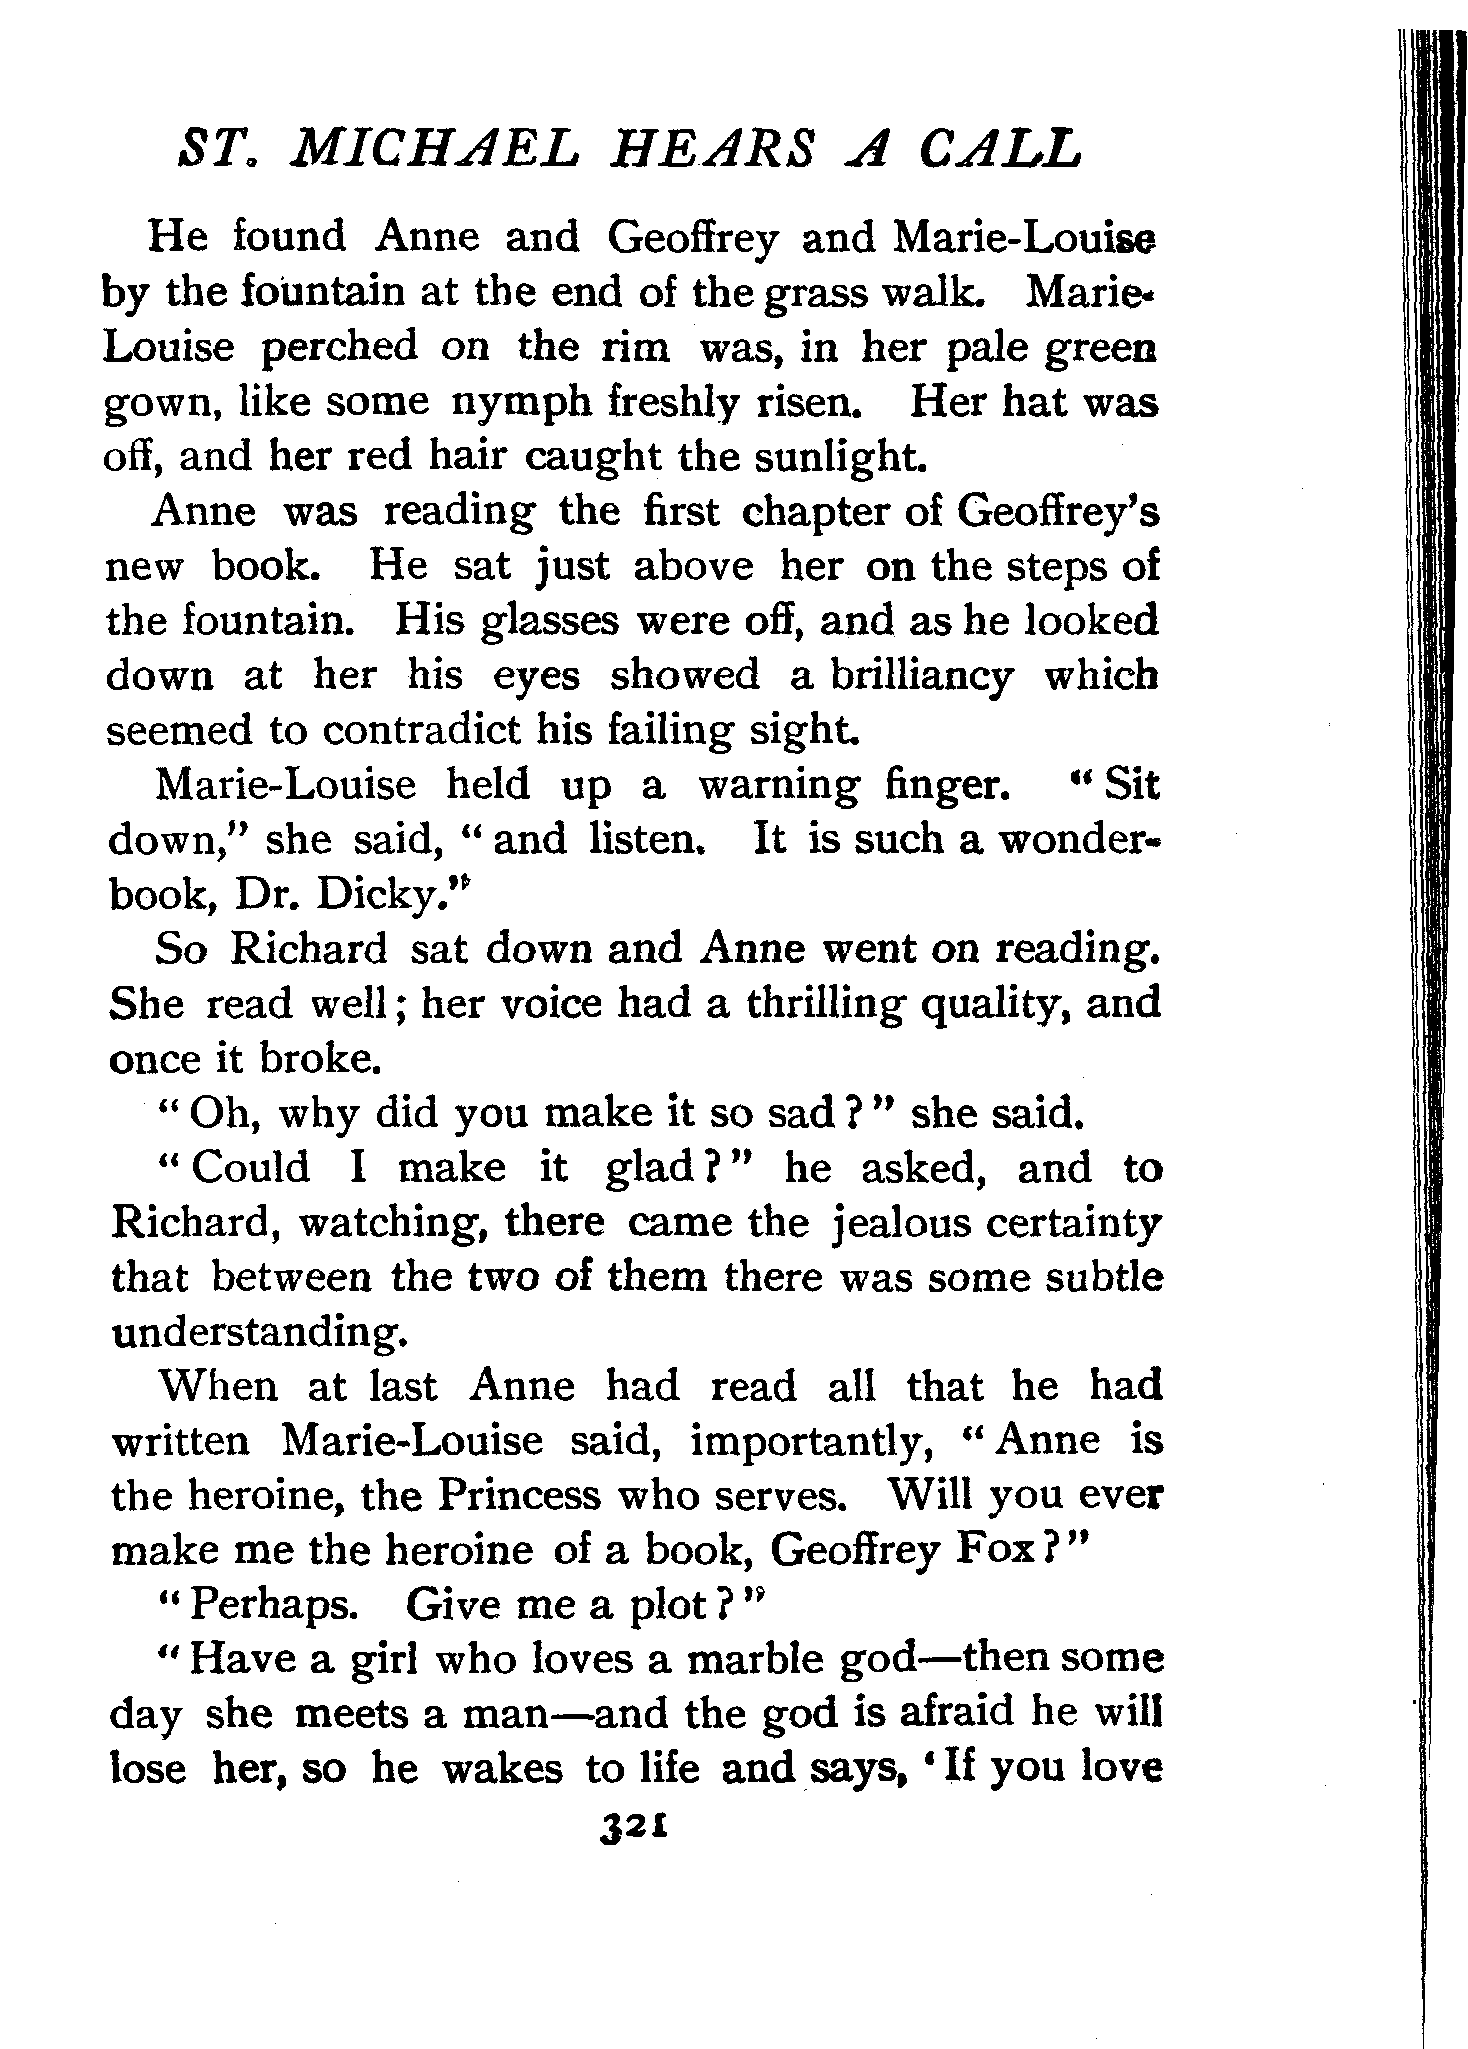 ST. MICHAEL HEARS A CALL
He found Anne and Geoffrey and Marie-Louise
by the fountain at the end of the grass walk. Marie-
Louise perched on the rim was, in her pale green
gown, like some nymph freshly risen. Her hat was
off, and her red hair caught the sunlight.
Anne was reading the first chapter of Geoffrey's
new book. He sat just above her on the steps of
the fountain. His glasses were off, and as he looked
down at her his eyes showed a brilliancy which
seemed to contradict his failing sight.
Marie-Louise held up a warning finger. "Sit
down," she said, "and listen. It is such a wonder-
book, Dr. Dicky."
So Richard sat down and Anne went on reading.
She read well; her voice had a thrilling quality, and
once it broke.
"Oh, why did you make it so sad?" she said.
"Could I make it glad?" he asked, and to
Richard, watching, there came the jealous certainty
that between the two of them there was some subtle
understanding.
When at last Anne had read all that he had
written Marie-Louise said, importantly, "Anne is
the heroine, the Princess who serves. Will you ever
make me the heroine of a book, Geoffrey Fox?"
"Perhaps. Give me a plot?"
"Have a girl who loves a marble god—then some
day she meets a man—and the god is afraid he will
lose her, so he wakes to life and says, 'If you love
321